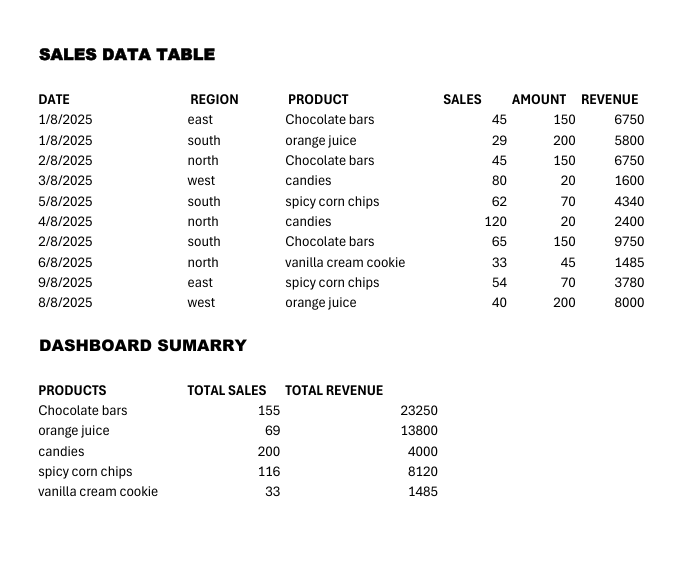 SALES DATA TABLE
DATE REGION PRODUCT SALES AMOUNT REVENUE
1/8/2025 east Chocolate bars 45 150 6750
1/8/2025 south orange juice 29 200 5800
2/8/2025 north Chocolate bars 45 150 6750
3/8/2025 west candies 80 20 1600
5/8/2025 south spicy corn chips 62 70 4340
4/8/2025 north candies 120 20 2400
2/8/2025 south Chocolate bars 65 150 9750
6/8/2025 north vanilla cream cookie 33 45 1485
9/8/2025 east spicy corn chips 54 70 3780
8/8/2025 west orange juice 40 200 8000
DASHBOARD SUMARRY
PRODUCTS TOTAL SALES TOTAL REVENUE
Chocolate bars 155 23250
orange juice 69 13800
candies 200 4000
spicy corn chips 116 8120
vanilla cream cookie 33 1485